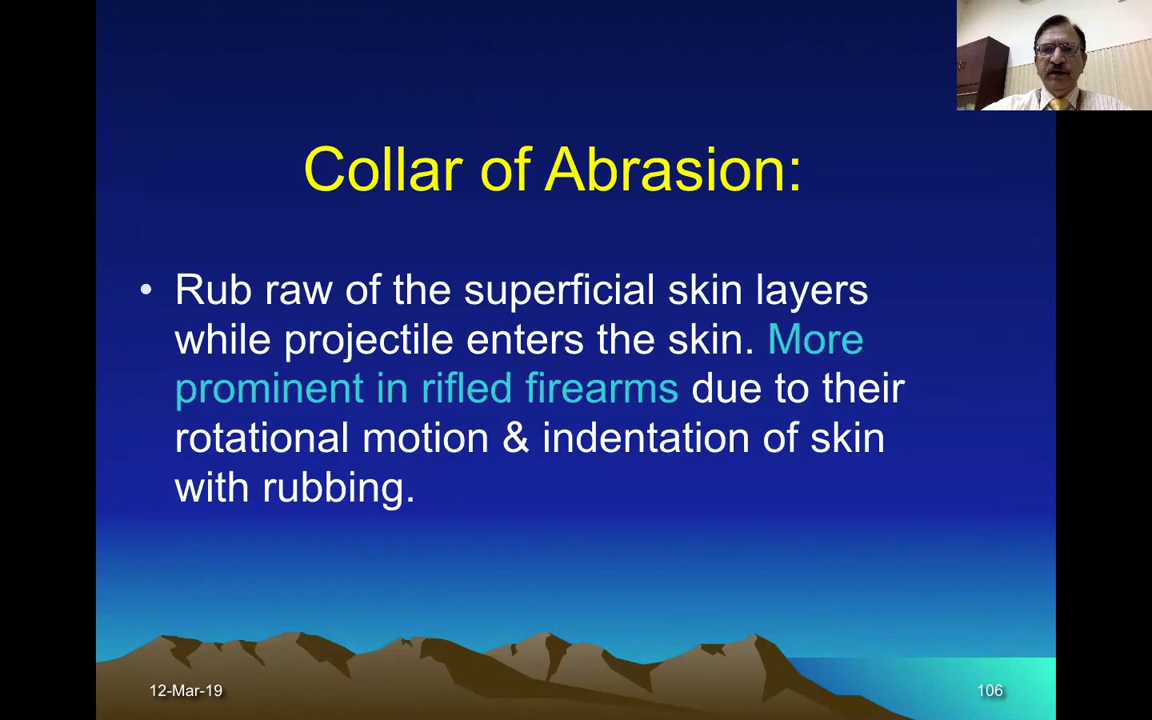 Collar of Abrasion:
• Rub raw of the superficial skin layers
while projectile enters the skin. More
prominent in rifled firearms due to their
rotational motion & indentation of skin
with rubbing.
12-Mar-19
106